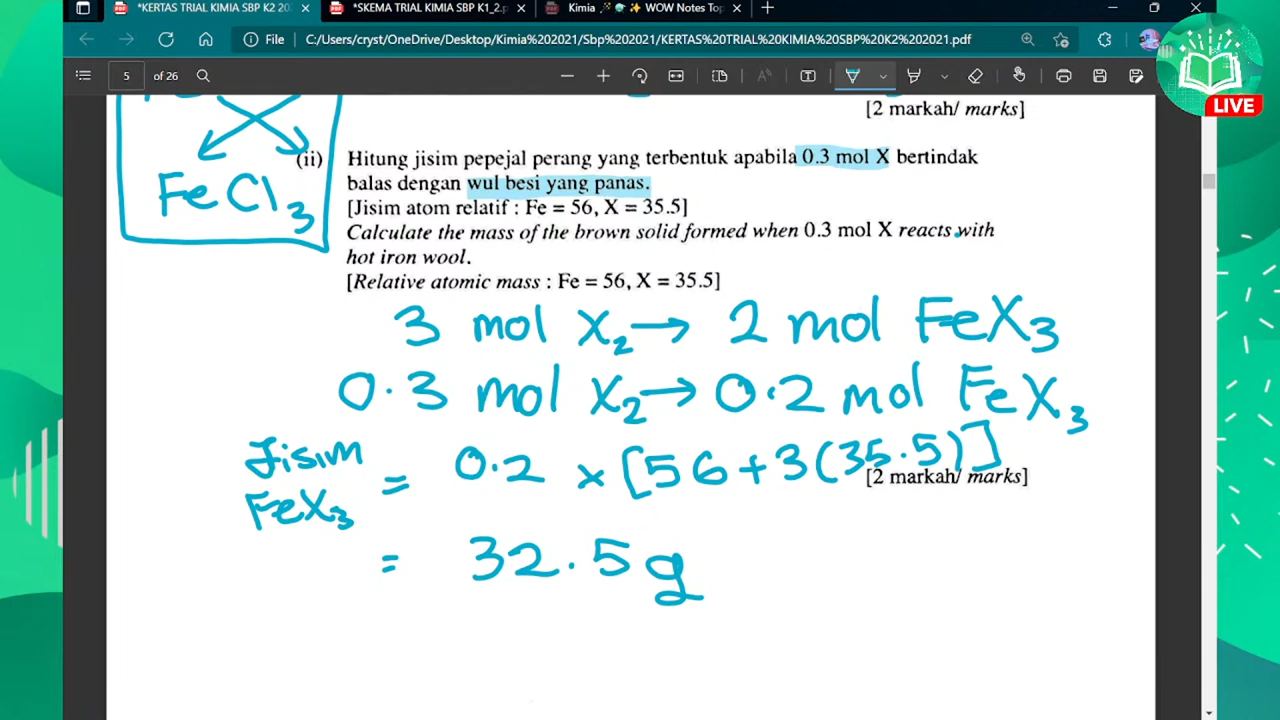 *KERTAS TRIAL KIMIA SBP K2 202
*SKEMA TRIAL KIMIA SBP K1_2.p
Kimia 🪄🎓✨ WOW Notes Top
File C:/Users/cryst/OneDrive/Desktop/Kimia%202021/Sbp%202021/KERTAS%20TRIAL%20KIMIA%20SBP%20K2%202021.pdf
LIVE
5 of 26
[2 markah/ marks]
FeCl3
(ii) Hitung jisim pepejal perang yang terbentuk apabila 0.3 mol X bertindak
balas dengan wul besi yang panas.
[Jisim atom relatif : Fe = 56, X = 35.5]
Calculate the mass of the brown solid formed when 0.3 mol X reacts with
hot iron wool.
[Relative atomic mass : Fe = 56, X = 35.5]
3 mol X2 → 2 mol FeX3
0.3 mol X2 → 0.2 mol FeX3
Jisim
FeX3 = 0.2 × [56+3(35.5)]
[2 markah/ marks]
= 32.5 g